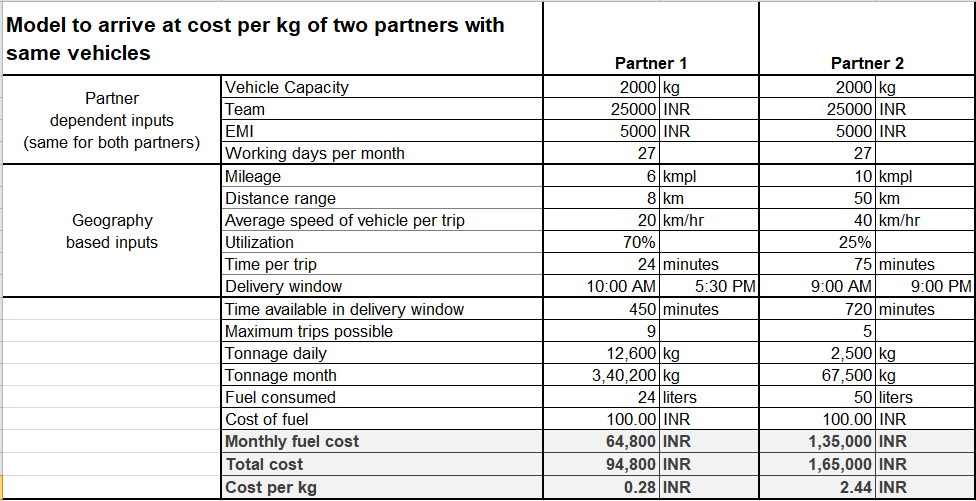 Model to arrive at cost per kg of two partners with
same vehicles
Partner 1 Partner 2
Partner
dependent inputs
(same for both partners)
Vehicle Capacity 2000 kg 2000 kg
Team 25000 INR 25000 INR
EMI 5000 INR 5000 INR
Working days per month 27 27
Geography
based inputs
Mileage 6 kmpl 10 kmpl
Distance range 8 km 50 km
Average speed of vehicle per trip 20 km/hr 40 km/hr
Utilization 70% 25%
Time per trip 24 minutes 75 minutes
Delivery window 10:00 AM 5:30 PM 9:00 AM 9:00 PM
Time available in delivery window 450 minutes 720 minutes
Maximum trips possible 9 5
Tonnage daily 12,600 kg 2,500 kg
Tonnage month 3,40,200 kg 67,500 kg
Fuel consumed 24 liters 50 liters
Cost of fuel 100.00 INR 100.00 INR
Monthly fuel cost 64,800 INR 1,35,000 INR
Total cost 94,800 INR 1,65,000 INR
Cost per kg 0.28 INR 2.44 INR